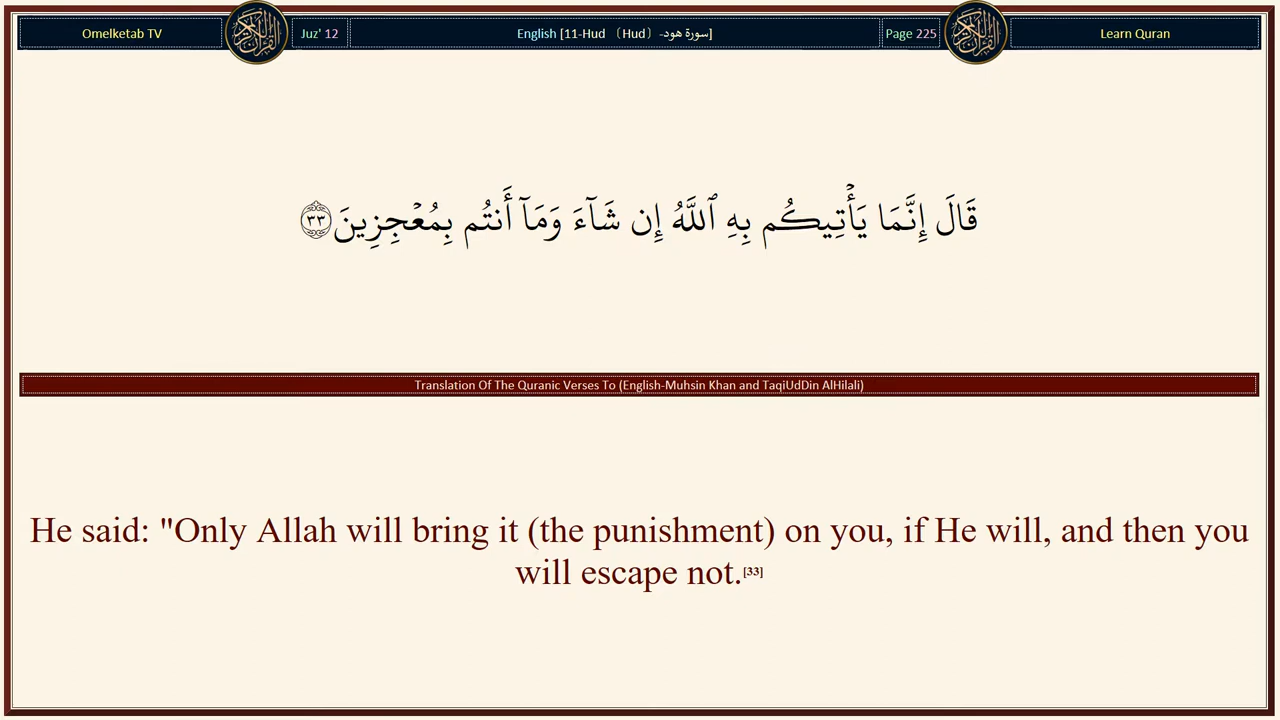 Omelketab TV
Juz' 12
English [11-Hud （Hud）-سورة هود]
Page 225
Learn Quran
قَالَ إِنَّمَا يَأۡتِيكُم بِهِ ٱللَّهُ إِن شَآءَ وَمَآ أَنتُم بِمُعۡجِزِينَ ٣٣
Translation Of The Quranic Verses To (English-Muhsin Khan and TaqiUdDin AlHilali)
He said: "Only Allah will bring it (the punishment) on you, if He will, and then you
will escape not.[33]